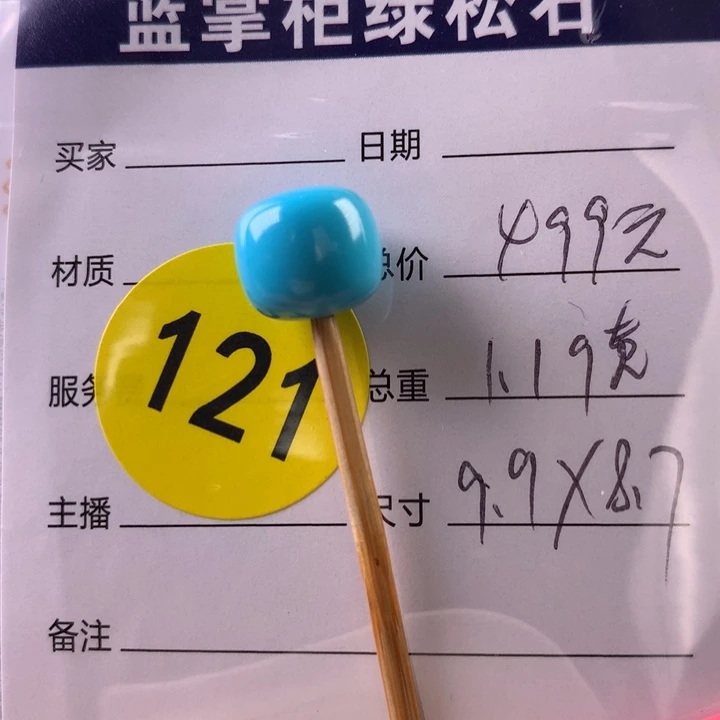 蓝掌柜绿松石
买家 日期
材质 总价 499元
121
服务 总重 1.19克
主播 尺寸 9.9X8.7
备注